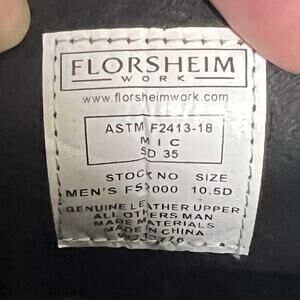 FLORSHEIM
WORK
www.florsheimwork.com
ASTM F2413-18
M I C
SD 35
STOCK NO SIZE
MEN'S FS2000 10.5D
GENUINE LEATHER UPPER
ALL OTHERS MAN
MADE MATERIALS
MADE IN CHINA